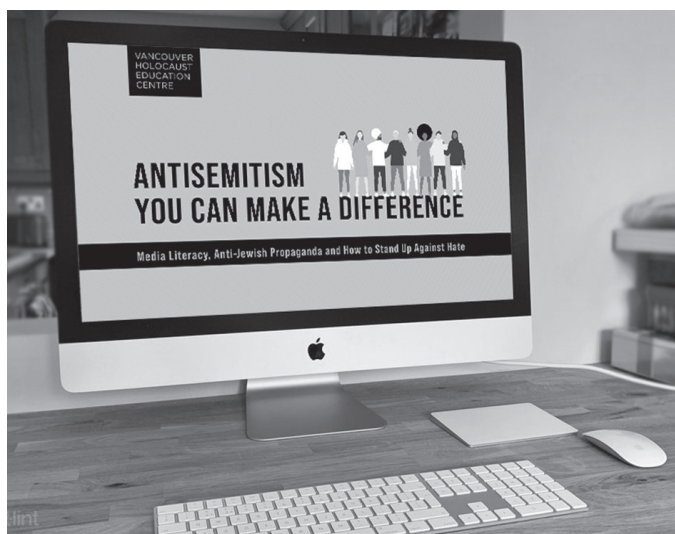 VANCOUVER
HOLOCAUST
EDUCATION
CENTRE
ANTISEMITISM
YOU CAN MAKE A DIFFERENCE
Media Literacy, Anti-Jewish Propaganda and How to Stand Up Against Hate